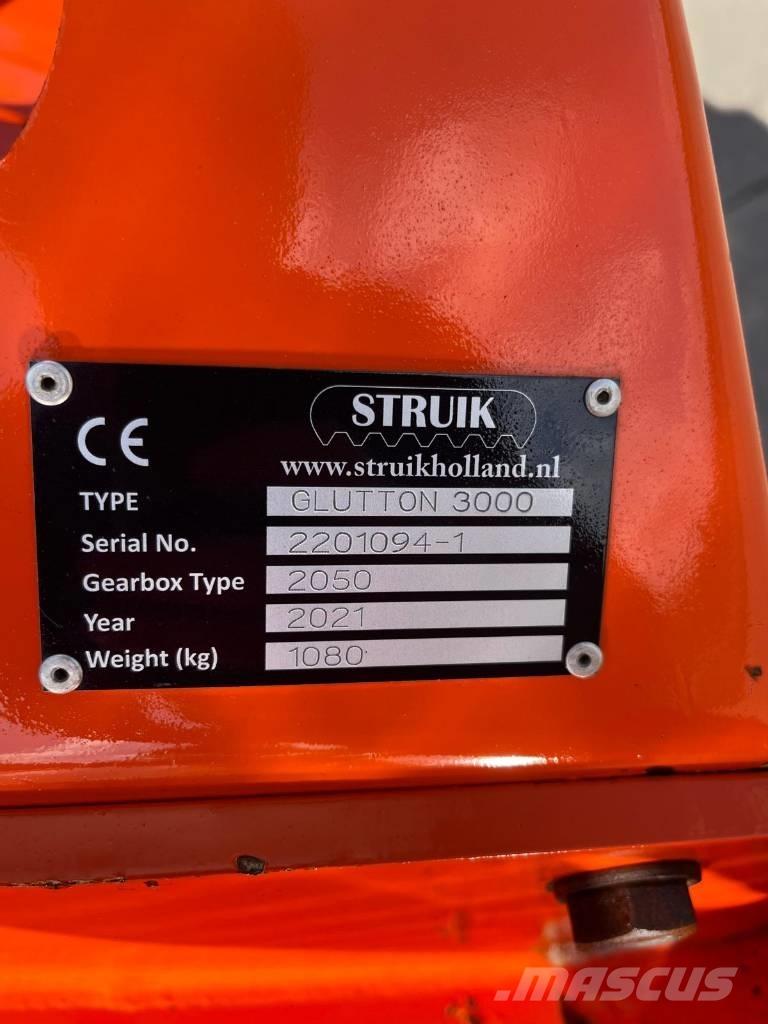 CE
STRUIK
www.struikholland.nl
TYPE GLUTTON 3000
Serial No. 2201094-1
Gearbox Type 2050
Year 2021
Weight (kg) 1080
MASCUS